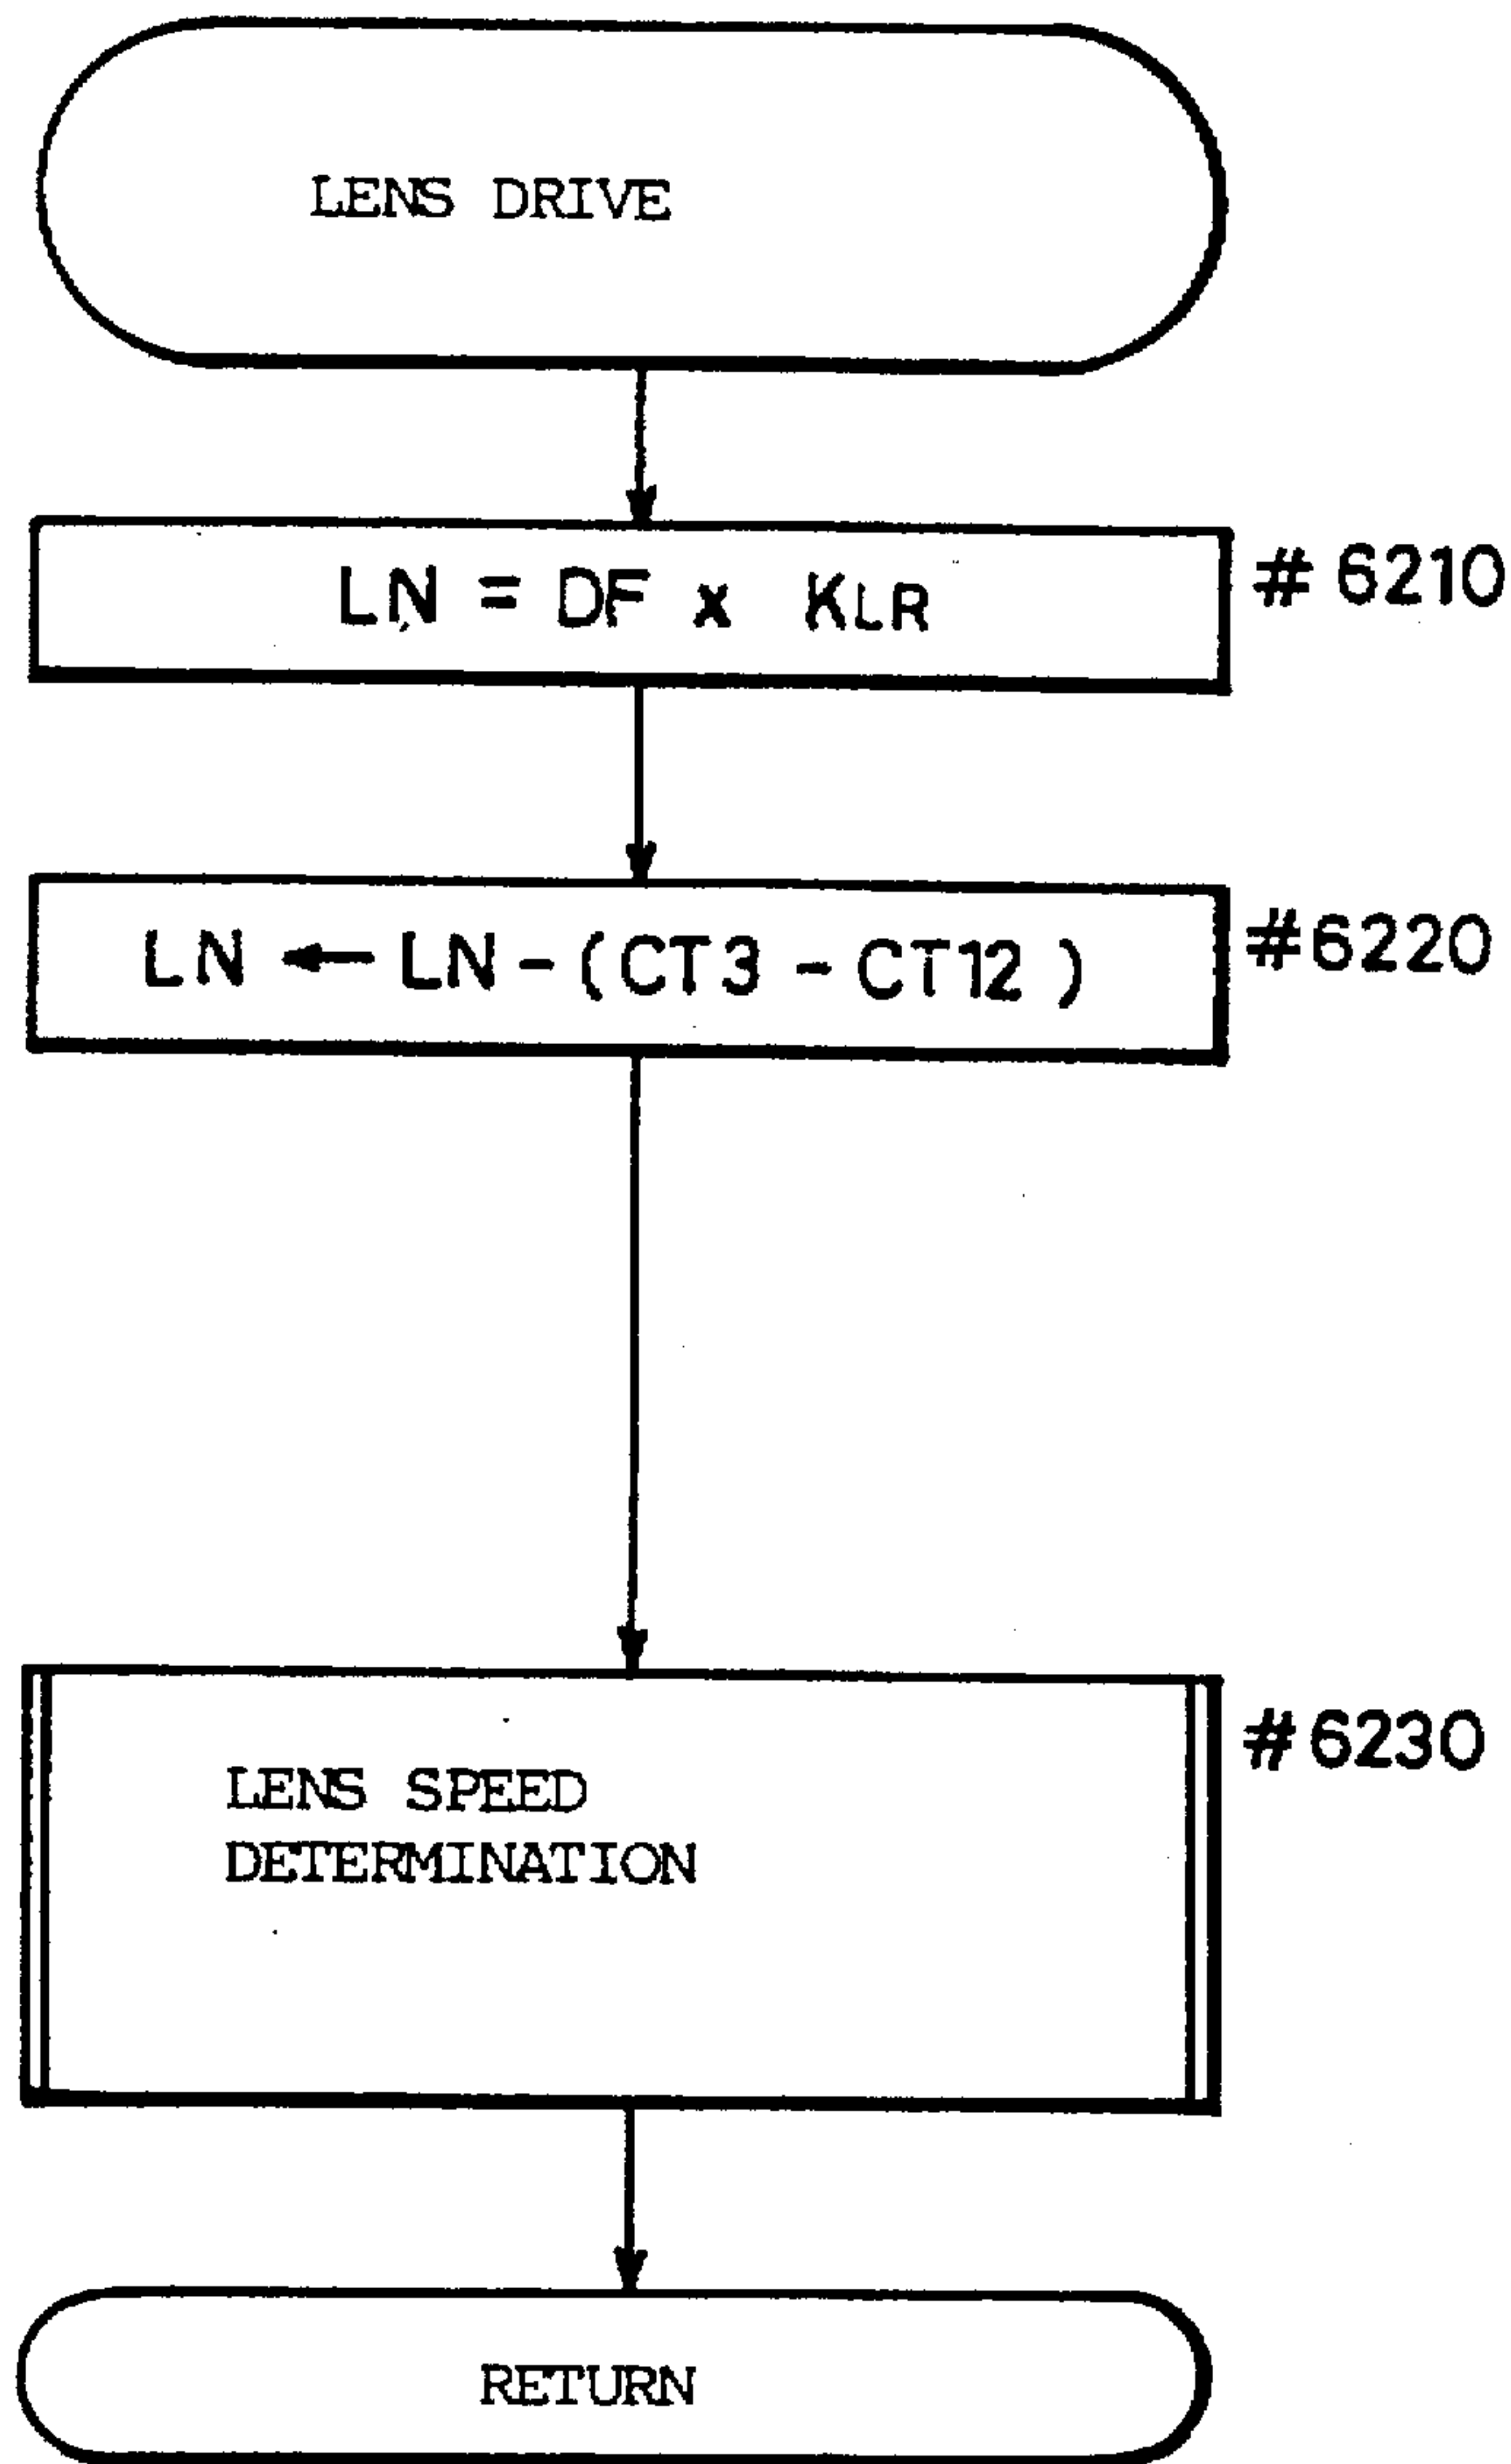 LENS DRIVE
LN = DF x KLR
#6210
LN ← LN-(CT3-CT12)
#6220
#6230
LENS SPEED
DETERMINATION
RETURN